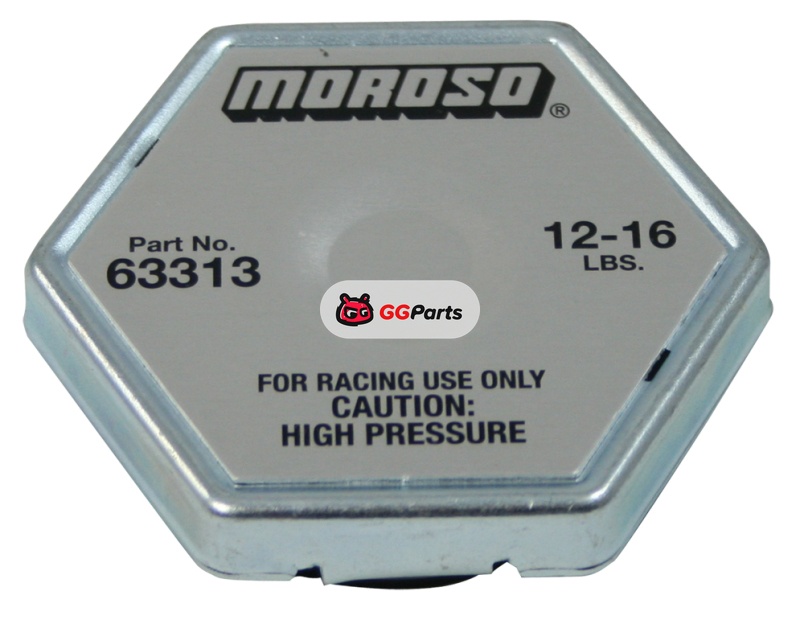 MOROSO®
Part No.
63313
12-16
LBS.
GGParts
FOR RACING USE ONLY
CAUTION:
HIGH PRESSURE